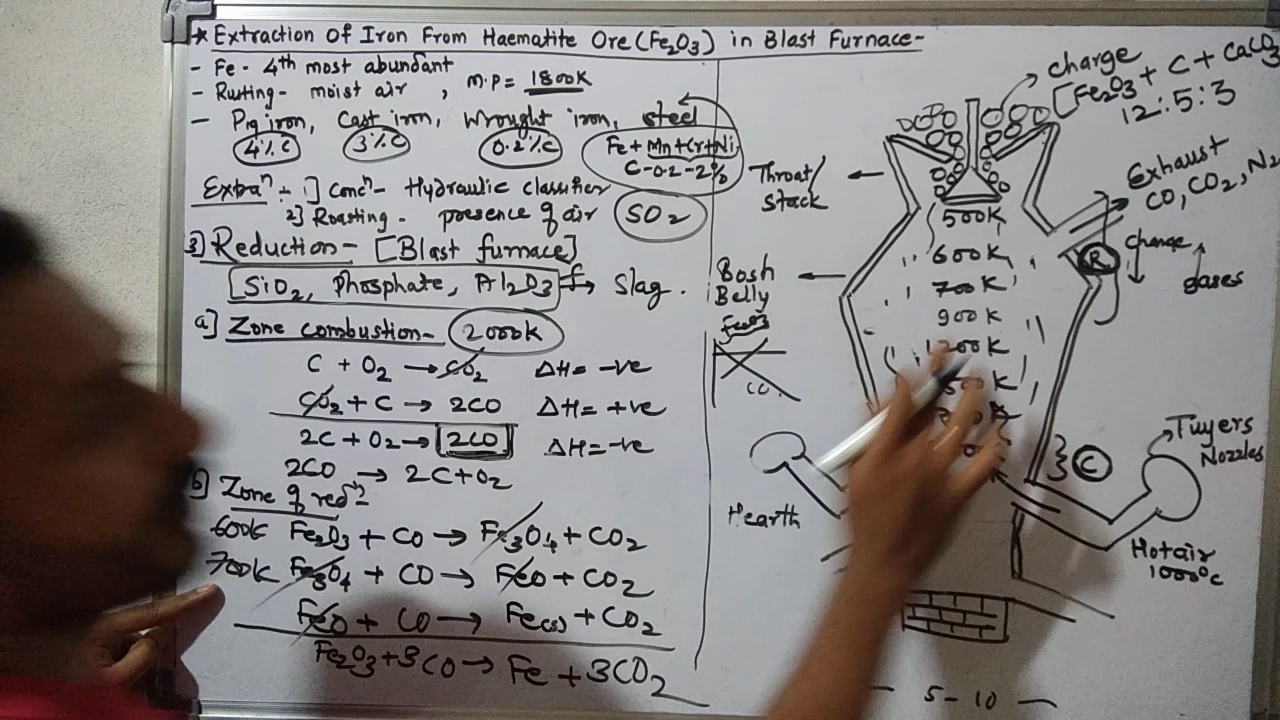 * Extraction Of Iron From Haematite Ore (Fe₂O₃) in Blast Furnace-
- Fe - 4th most abundant
- Rusting - moist air , m.p = 1800K
- Pig iron, Cast iron, Wrought iron, steel
4%C 3%C 0.2%C
Fe + Mn+Cr+Ni
C-0.2-2%
Extraⁿ :- 1] Concⁿ- Hydraulic classifier
2] Roasting - presence of air SO₂
3] Reduction - [Blast furnace]
SiO₂, Phosphate, Al₂O₃ + f → Slag.
a] Zone combustion - 2000K
C + O₂ → CO₂ ΔH = -ve
CO₂ + C → 2CO ΔH = +ve
2C + O₂ → 2CO ΔH = -ve
2CO → 2C + O₂
b] Zone of redⁿ
600K Fe₂O₃ + CO → Fe₃O₄ + CO₂
700K Fe₃O₄ + CO → FeO + CO₂
FeO + CO → Fe(s) + CO₂
Fe₂O₃ + 3CO → Fe + 3CO₂
charge
[Fe₂O₃ + C + CaCO₃
12:5:3
Exhaust
CO, CO₂, N₂
Throat/
Stack
500K
600K
700K
900K
1200K
R
Change
gases
Bosh
Belly
Fe₂O₃
CO.
C
Tuyers
Nozzles
Hearth
Hot air
1000°C
5-10